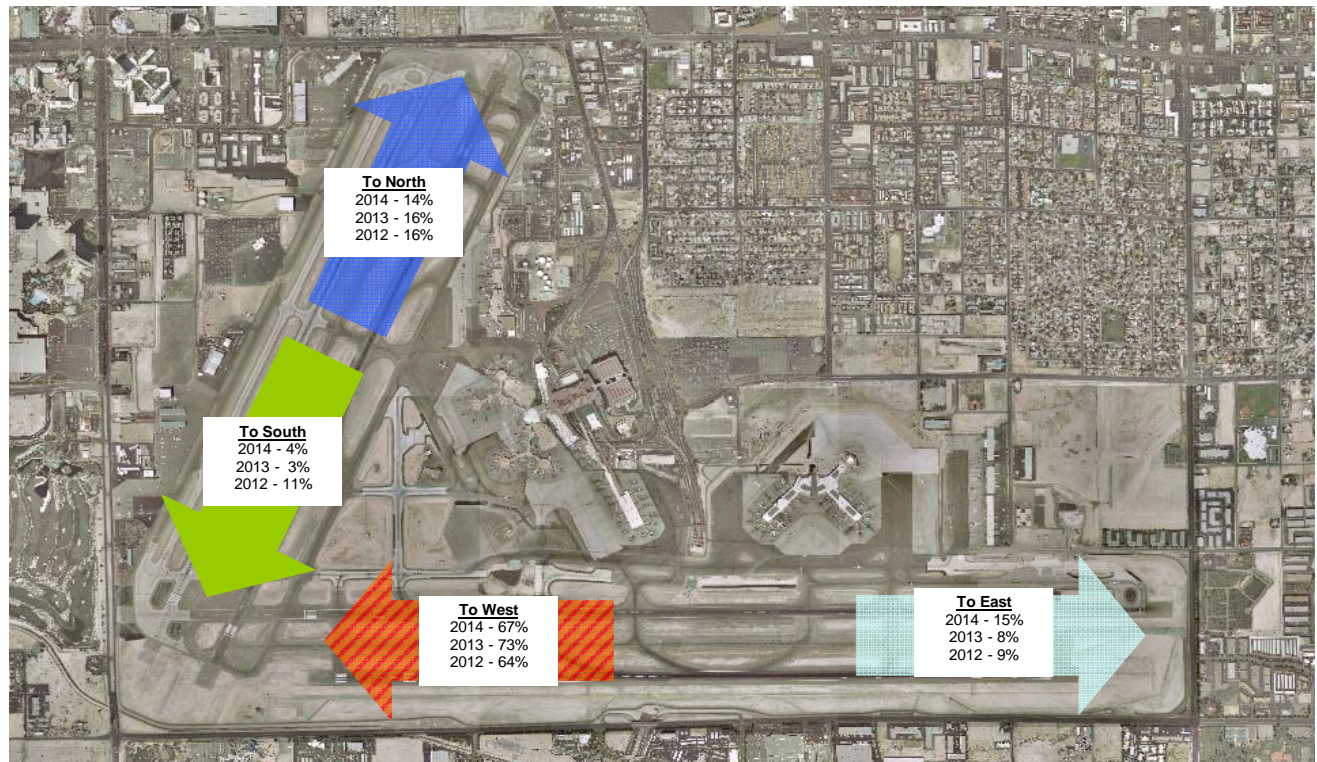 To North
2014 - 14%
2013 - 16%
2012 - 16%
To South
2014 - 4%
2013 - 3%
2012 - 11%
To West
2014 - 67%
2013 - 73%
2012 - 64%
To East
2014 - 15%
2013 - 8%
2012 - 9%